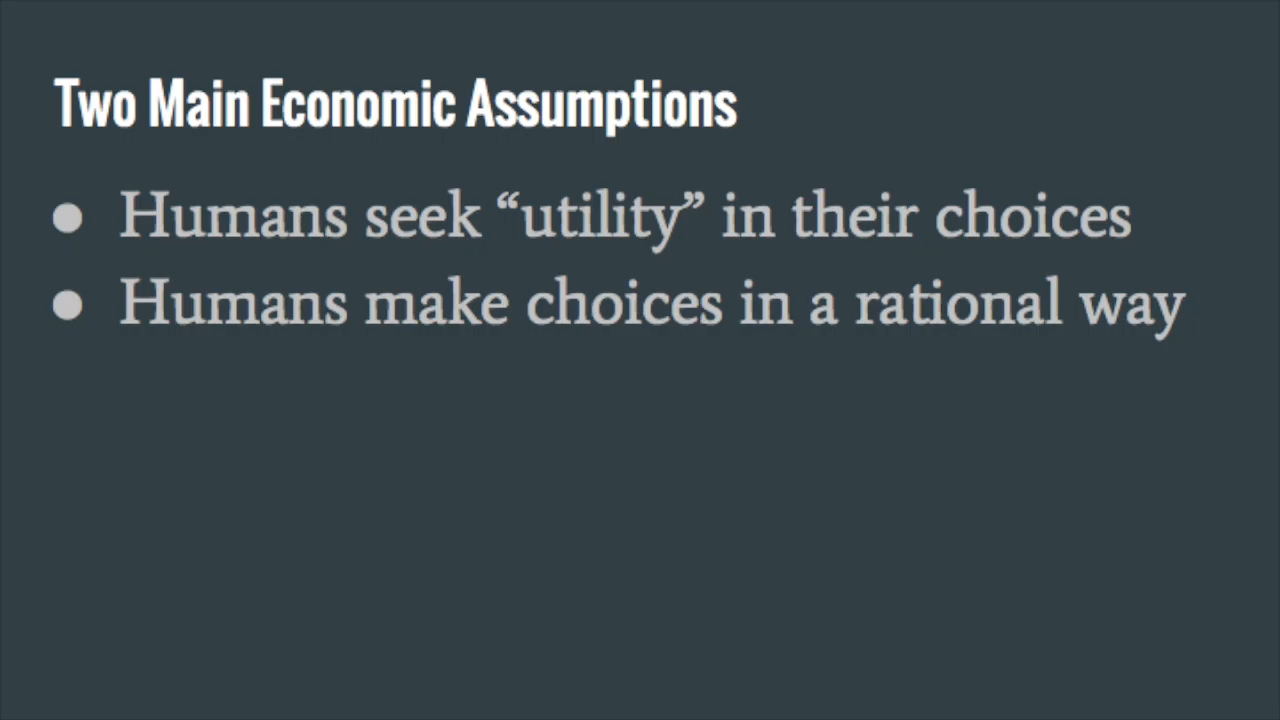 Two Main Economic Assumptions
● Humans seek “utility” in their choices
● Humans make choices in a rational way